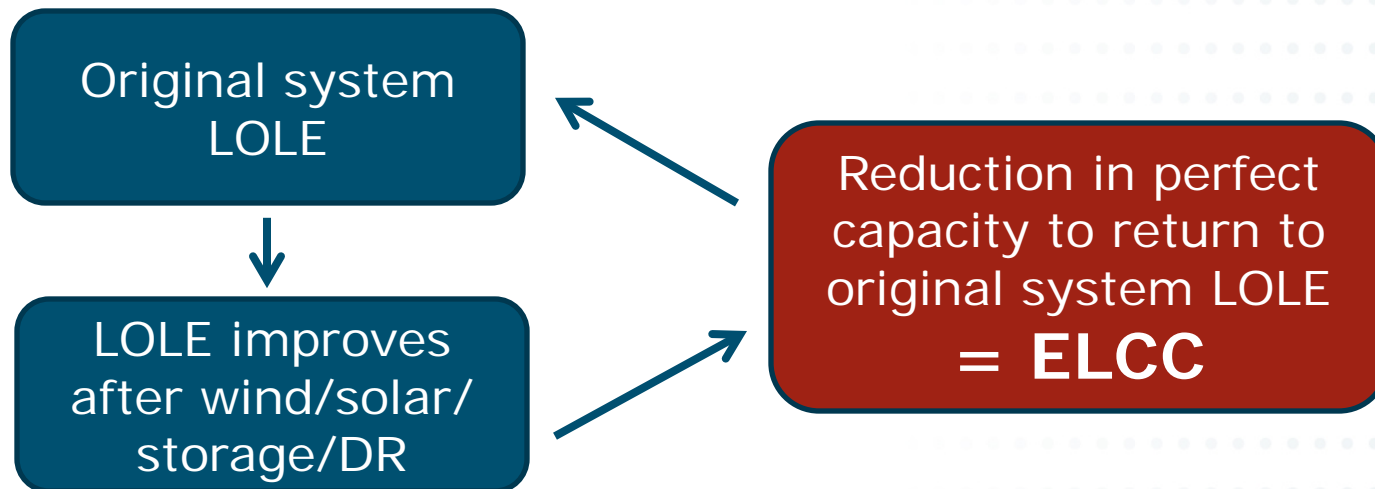 Original system
LOLE
LOLE improves
after wind/solar/
storage/DR
Reduction in perfect
capacity to return to
original system LOLE
= ELCC